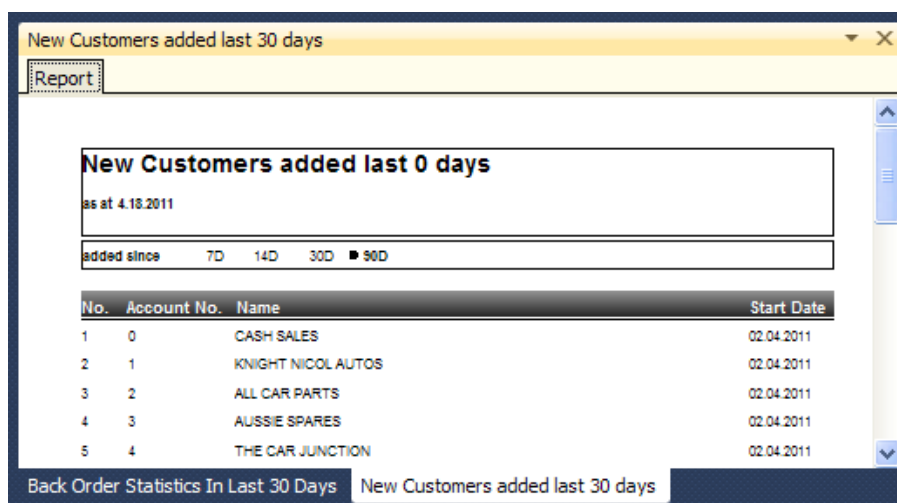 New Customers added last 30 days
Report
New Customers added last 0 days
as at 4.18.2011
added since 7D 14D 30D 90D
No. Account No. Name Start Date
1 0 CASH SALES 02.04.2011
2 1 KNIGHT NICOL AUTOS 02.04.2011
3 2 ALL CAR PARTS 02.04.2011
4 3 AUSSIE SPARES 02.04.2011
5 4 THE CAR JUNCTION 02.04.2011
Back Order Statistics In Last 30 Days New Customers added last 30 days